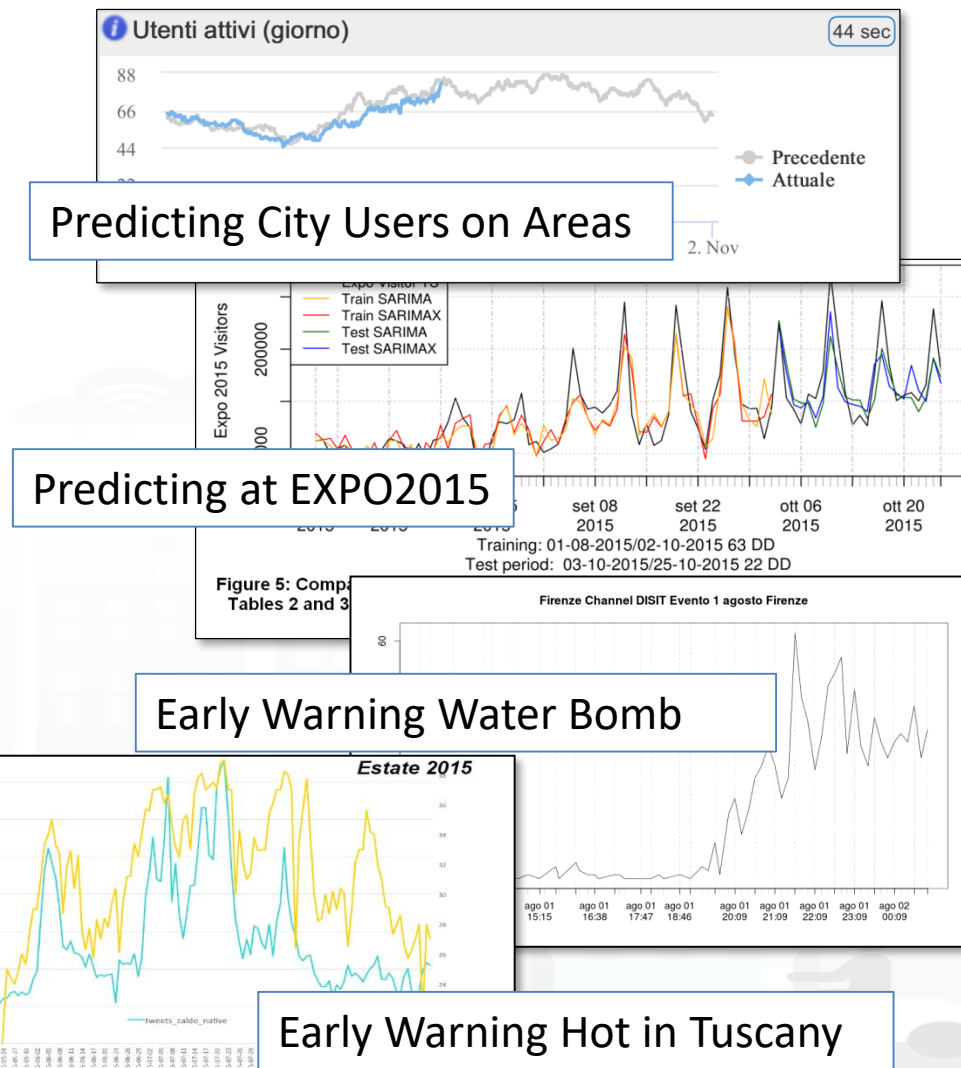 Utenti attivi (giorno)
44 sec
88
66
44
Precedente
Attuale
2. Nov
Predicting City Users on Areas
Expo 2015 Visitors
200000
Train SARIMA
Train SARIMAX
Test SARIMA
Test SARIMAX
Predicting at EXPO2015
set 08
2015
set 22
2015
ott 06
2015
ott 20
2015
Training: 01-08-2015/02-10-2015 63 DD
Test period: 03-10-2015/25-10-2015 22 DD
Figure 5:
Tables 2 and 3
Firenze Channel DISIT Evento 1 agosto Firenze
60
Early Warning Water Bomb
ago 01
15:15
ago 01
16:38
ago 01
17:47
ago 01
18:46
ago 01
20:09
ago 01
21:09
ago 01
22:09
ago 01
23:09
ago 02
00:09
Estate 2015
36
34
32
30
28
26
24
tweets_caldo_native
Early Warning Hot in Tuscany